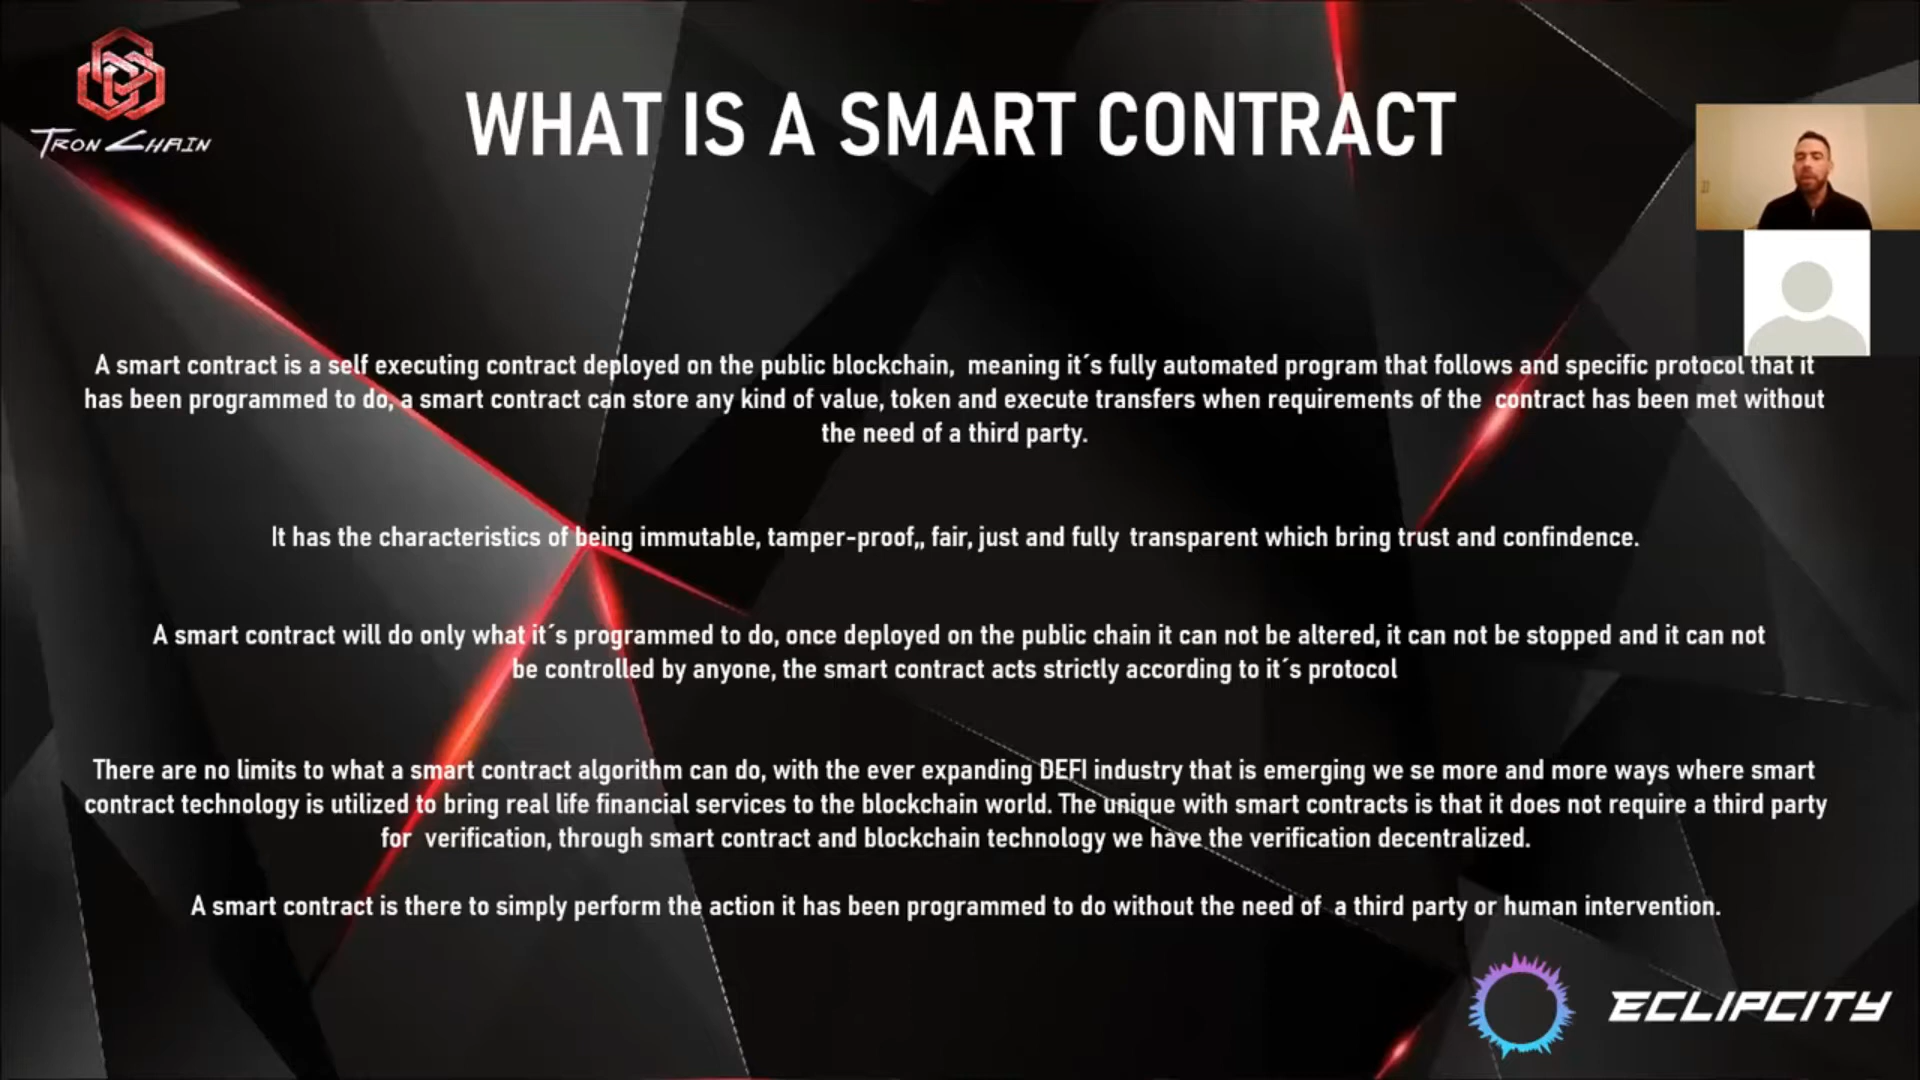 TRON CHAIN
WHAT IS A SMART CONTRACT
A smart contract is a self executing contract deployed on the public blockchain,  meaning it´s fully automated program that follows and specific protocol that it
has been programmed to do, a smart contract can store any kind of value, token and execute transfers when requirements of the  contract has been met without
the need of a third party.
It has the characteristics of being immutable, tamper-proof,, fair, just and fully transparent which bring trust and confindence.
A smart contract will do only what it´s programmed to do, once deployed on the public chain it can not be altered, it can not be stopped and it can not
be controlled by anyone, the smart contract acts strictly according to it´s protocol
There are no limits to what a smart contract algorithm can do, with the ever expanding DEFI industry that is emerging we se more and more ways where smart
contract technology is utilized to bring real life financial services to the blockchain world. The unique with smart contracts is that it does not require a third party
for  verification, through smart contract and blockchain technology we have the verification decentralized.
A smart contract is there to simply perform the action it has been programmed to do without the need of  a third party or human intervention.
ECLIPCITY